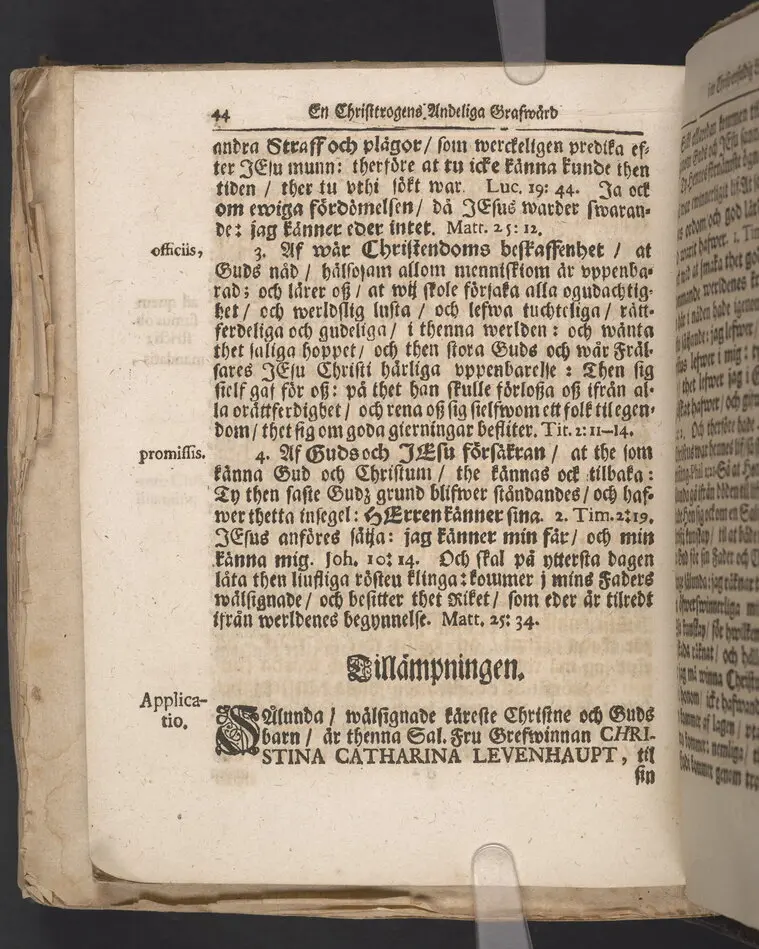 44 En Christtrogens Andeliga Grafwård
andra Straff och plågor / som werckeligen predika ef-
ter JEsu munn: therföre at tu icke känna kunde then
tiden / ther tu vthi sökt war. Luc. 19: 44. Ja ock
om ewiga fördömelsen / då JEsus warder swaran-
de: jag känner eder intet. Matt. 25: 12.
officiis,
3. Af wår Christendoms beskaffenhet / at
Guds nåd / hälsosam allom menniskiom är vppenba-
rad; och lärer oß / at wij skole försaka alla ogudachtig-
het / och werldslig lusta / och lefwa tuchteliga / rätt-
ferdeliga och gudeliga / i thenna werlden: och wänta
thet saliga hoppet / och then stora Guds och wår Fräl-
sares JEsu Christi härliga vppenbarelse: Then sig
sielf gaf för oß: på thet han skulle förloßa oß ifrån al-
la orättferdighet / och rena oß sig sielfwom ett folk til egen-
dom / thet sig om goda gierningar befliter. Tit. 2: 11–14.
promissis.
4. Af Guds och JEsu försäkran / at the som
känna Gud och Christum / the kännas ock tilbaka:
Ty then faste Gudz grund blifwer ståndandes / och haf-
wer thetta insegel: HErren känner sina. 2. Tim. 2: 19.
JEsus anföres säija: jag känner min får / och min
känna mig. Joh. 10: 14. Och skal på yttersta dagen
låta then liufliga rösten klinga: kommer j mins Faders
wälsignade / och besitter thet Riket / som eder är tilredt
ifrån werldenes begynnelse. Matt. 25: 34.
Tillämpningen.
Applica-
tio.
SÅlunda / wälsignade käreste Christne och Guds
barn / är thenna Sal. Fru Grefwinnan CHRI-
STINA CATHARINA LEVENHAUPT, til
sin